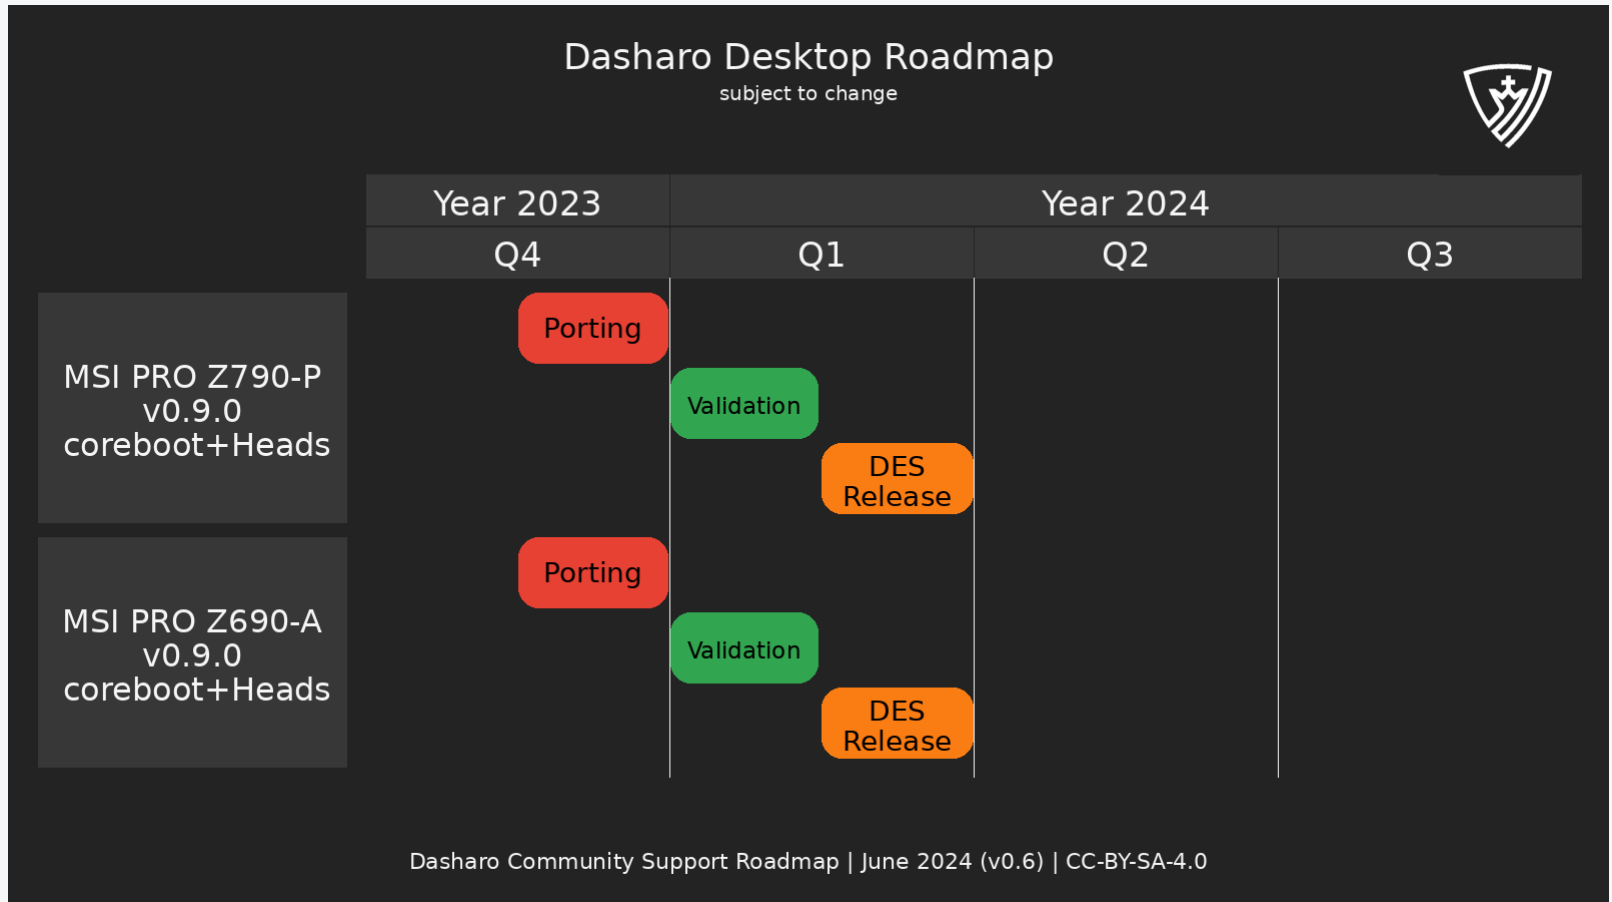 Dasharo Desktop Roadmap
subject to change
Year 2023
Year 2024
Q4
Q1
Q2
Q3
MSI PRO Z790-P
v0.9.0
coreboot+Heads
Porting
Validation
DES
Release
MSI PRO Z690-A
v0.9.0
coreboot+Heads
Porting
Validation
DES
Release
Dasharo Community Support Roadmap | June 2024 (v0.6) | CC-BY-SA-4.0